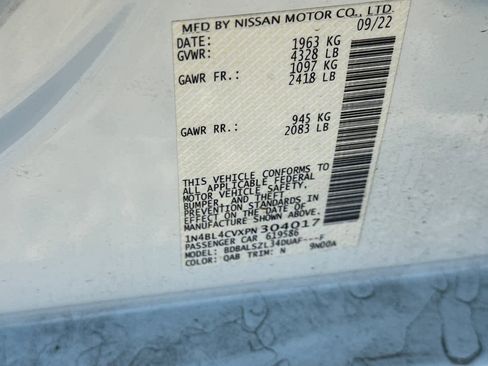 MFD BY NISSAN MOTOR CO., LTD.
DATE: 09/22
GVWR: 1963 KG
4328 LB
GAWR FR.: 1097 KG
2418 LB
GAWR RR.: 945 KG
2083 LB
THIS VEHICLE CONFORMS TO
ALL APPLICABLE FEDERAL
MOTOR VEHICLE SAFETY,
BUMPER, AND THEFT
PREVENTION STANDARDS
IN EFFECT ON THE DATE OF
MANUFACTURE SHOWN ABOVE.
1N4BL4CVXPN304017
PASSENGER CAR 619586
MODEL: BDBALSZL34DUAF---F
COLOR: QAB TRIM: N 9N00A